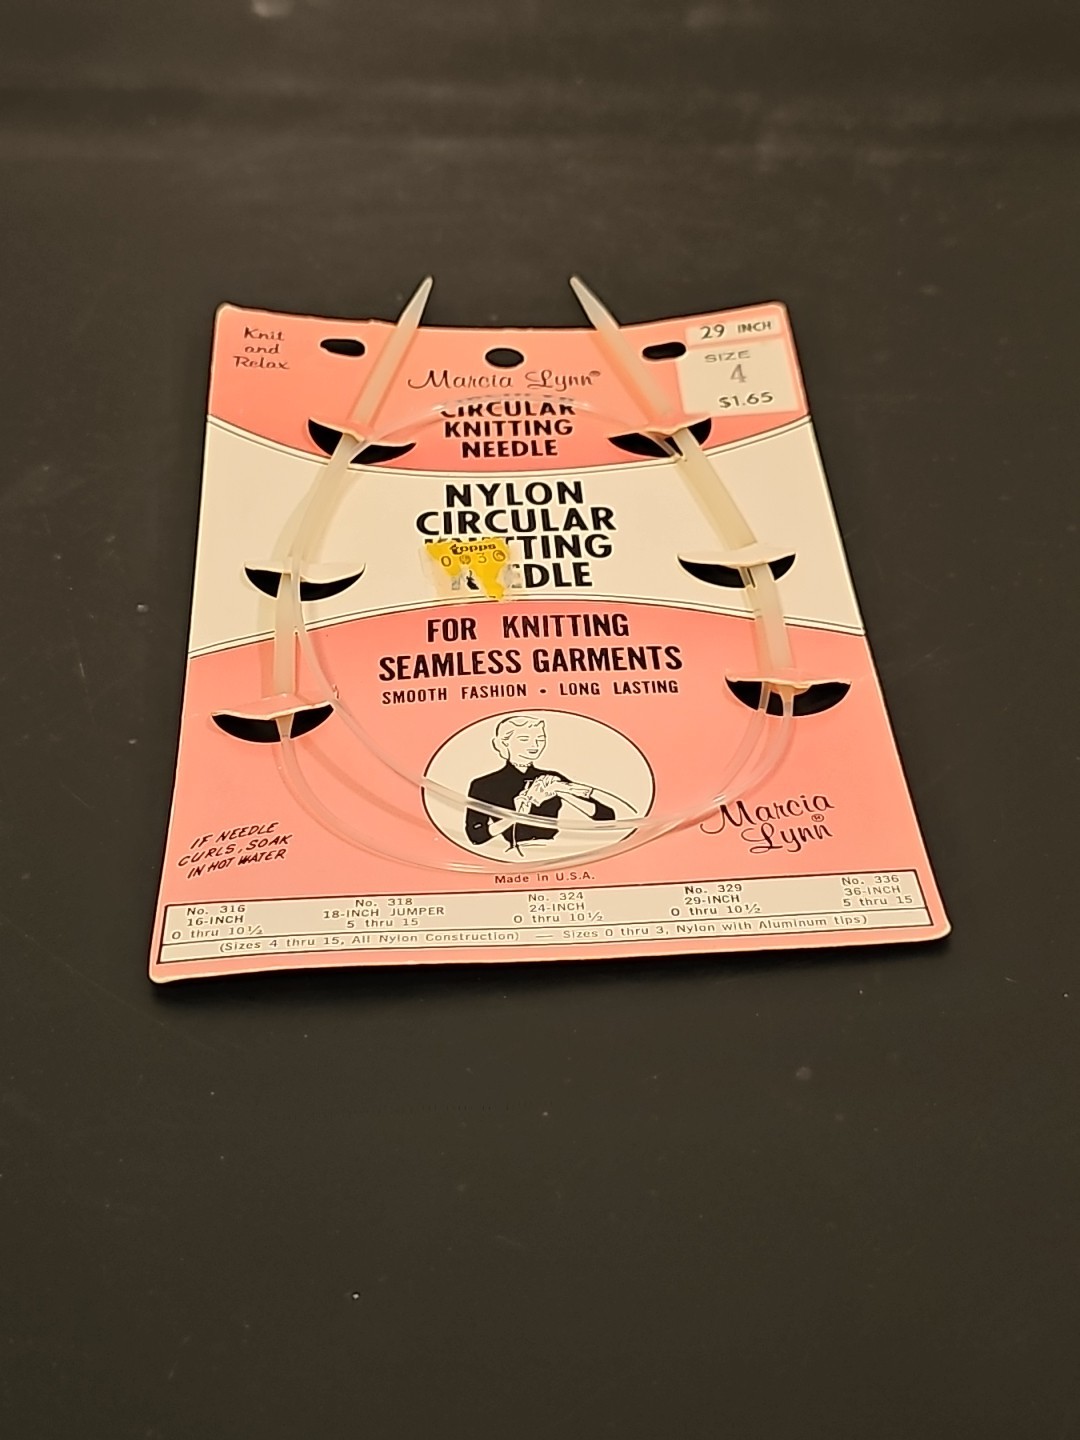 Knit
and
Relax
29 INCH
SIZE
4
$1.65
Marcia Lynn®
CIRCULAR
KNITTING
NEEDLE
NYLON
CIRCULAR
KNITTING
NEEDLE
Topps
FOR KNITTING
SEAMLESS GARMENTS
SMOOTH FASHION • LONG LASTING
IF NEEDLE
CURLS, SOAK
IN HOT WATER
Marcia
Lynn®
Made in U.S.A.
No. 316
16-INCH
0 thru 10½
No. 318
18-INCH JUMPER
5 thru 15
No. 324
24-INCH
0 thru 10½
No. 329
29-INCH
0 thru 10½
No. 336
36-INCH
5 thru 15
(Sizes 4 thru 15, All Nylon Construction) — Sizes 0 thru 3, Nylon with Aluminum tips)